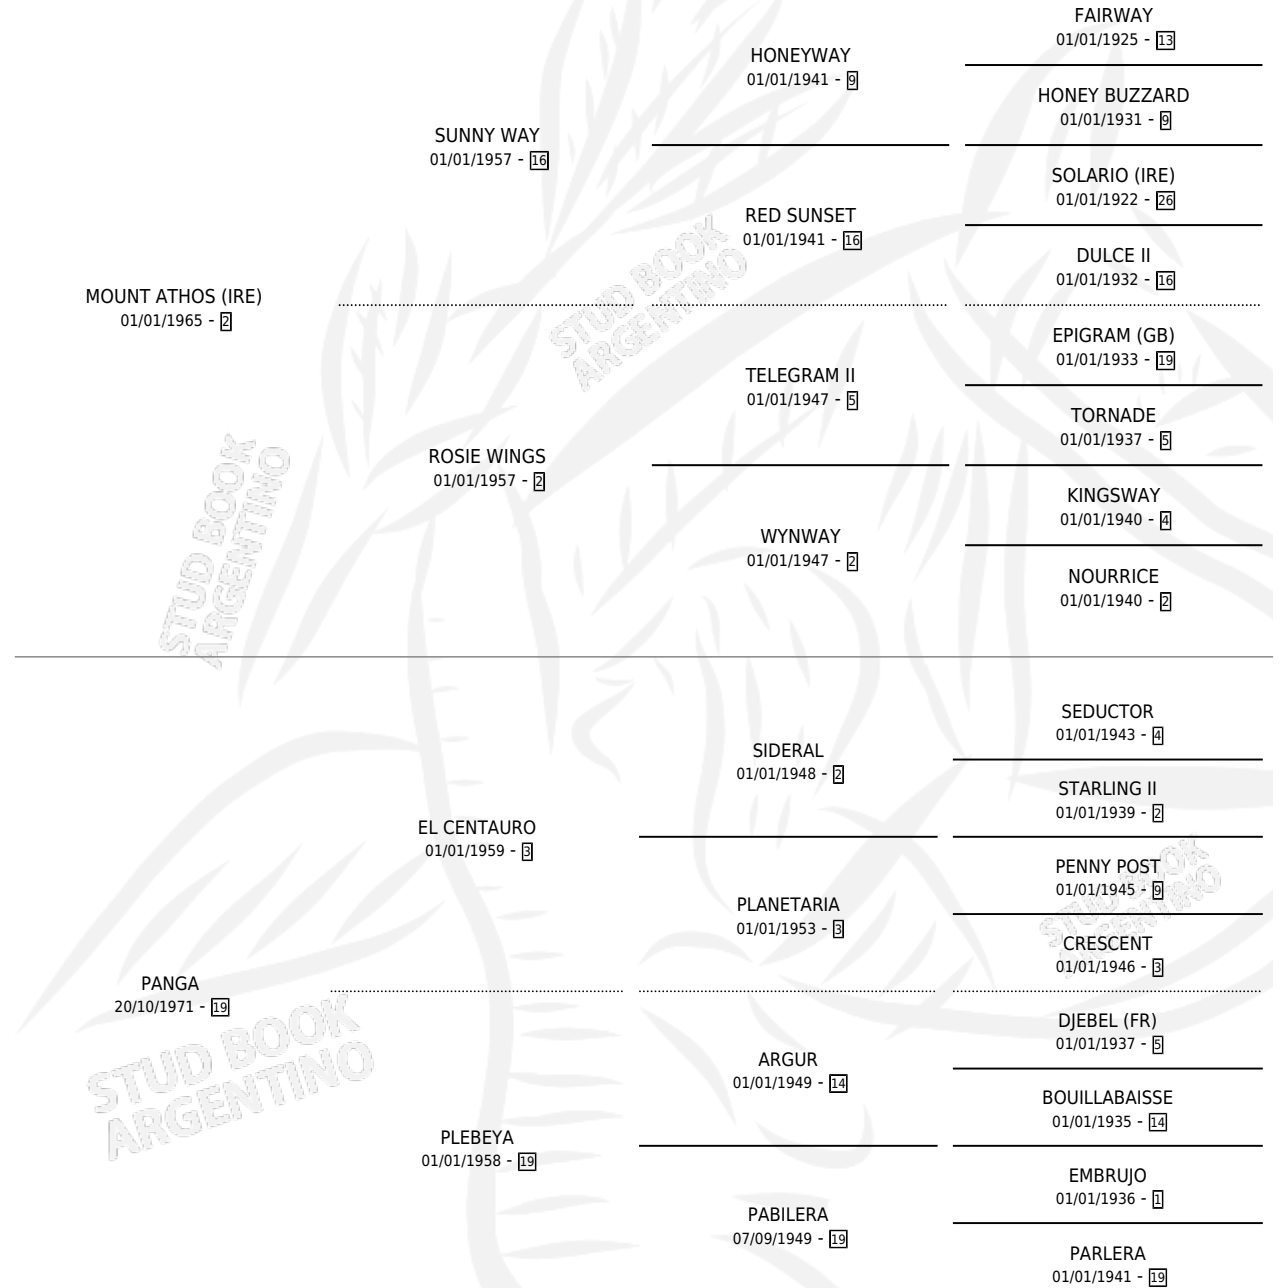 FAIRWAY
01/01/1925 - 13
HONEYWAY
01/01/1941 - 9
HONEY BUZZARD
01/01/1931 - 9
SUNNY WAY
01/01/1957 - 16
SOLARIO (IRE)
01/01/1922 - 26
RED SUNSET
01/01/1941 - 16
DULCE II
01/01/1932 - 16
MOUNT ATHOS (IRE)
01/01/1965 - 2
EPIGRAM (GB)
01/01/1933 - 19
TELEGRAM II
01/01/1947 - 5
TORNADE
01/01/1937 - 5
ROSIE WINGS
01/01/1957 - 2
KINGSWAY
01/01/1940 - 4
WYNWAY
01/01/1947 - 2
NOURRICE
01/01/1940 - 2
SEDUCTOR
01/01/1943 - 4
SIDERAL
01/01/1948 - 2
STARLING II
01/01/1939 - 2
EL CENTAURO
01/01/1959 - 3
PENNY POST
01/01/1945 - 9
PLANETARIA
01/01/1953 - 3
CRESCENT
01/01/1946 - 3
PANGA
20/10/1971 - 19
DJEBEL (FR)
01/01/1937 - 5
ARGUR
01/01/1949 - 14
BOUILLABAISSE
01/01/1935 - 14
PLEBEYA
01/01/1958 - 19
EMBRUJO
01/01/1936 - 1
PABILERA
07/09/1949 - 19
PARLERA
01/01/1941 - 19
STUD BOOK
ARGENTINO
STUD BOOK
ARGENTINO
STUD BOOK
ARGENTINO
STUD BOOK
ARGENTINO